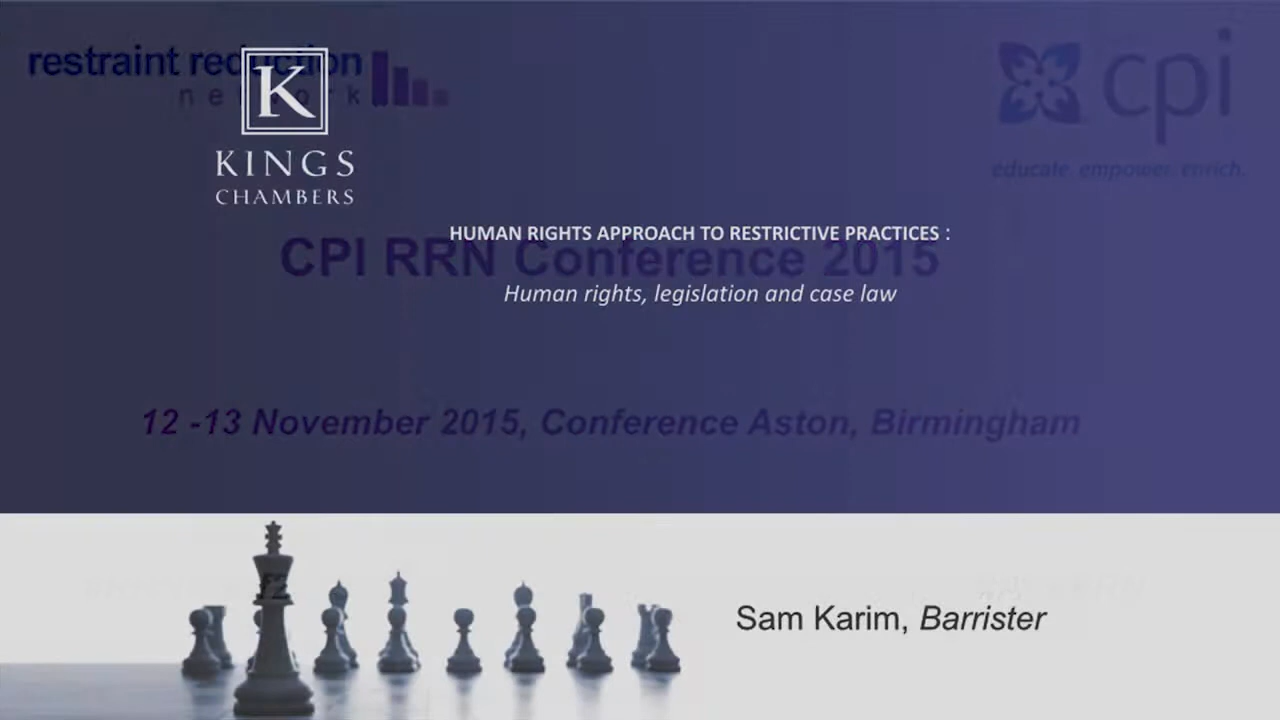 restraint reduction
network
K
KINGS
CHAMBERS
cpi
educate. empower. enrich.
HUMAN RIGHTS APPROACH TO RESTRICTIVE PRACTICES :
CPI RRN Conference 2015
Human rights, legislation and case law
12 -13 November 2015, Conference Aston, Birmingham
Sam Karim, Barrister